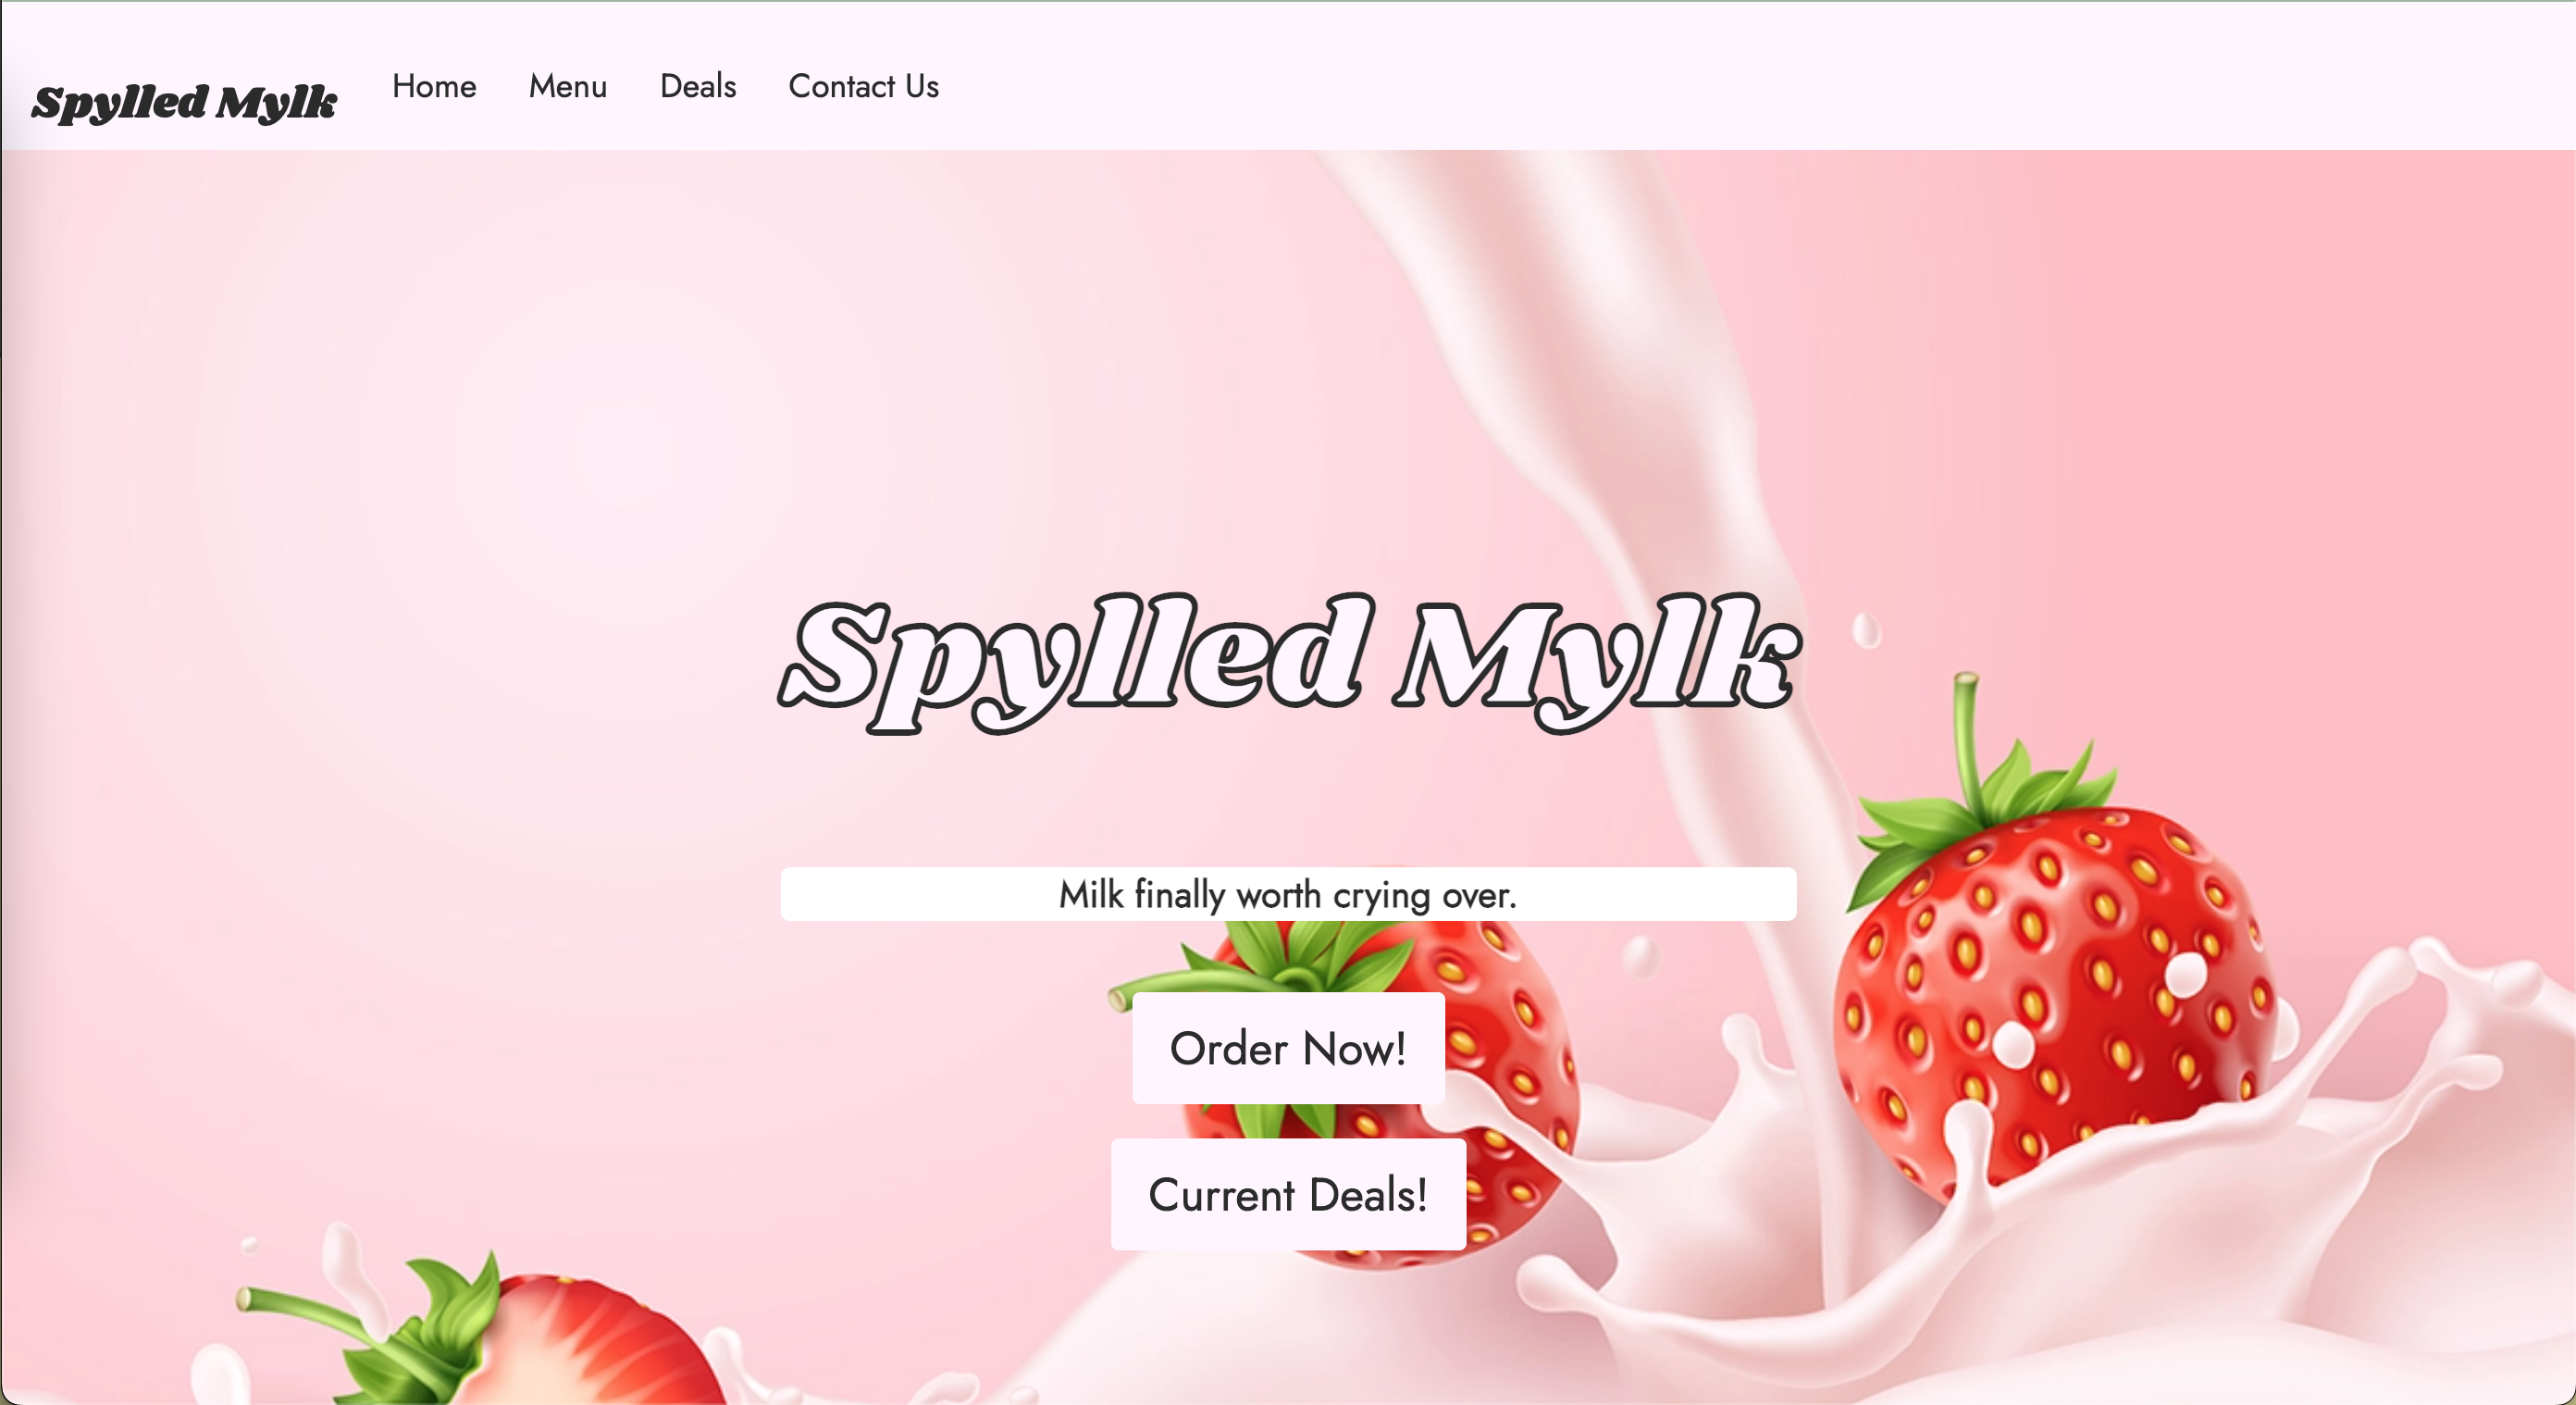 Spylled Mylk Home Menu Deals Contact Us
Spylled Mylk
Milk finally worth crying over.
Order Now!
Current Deals!